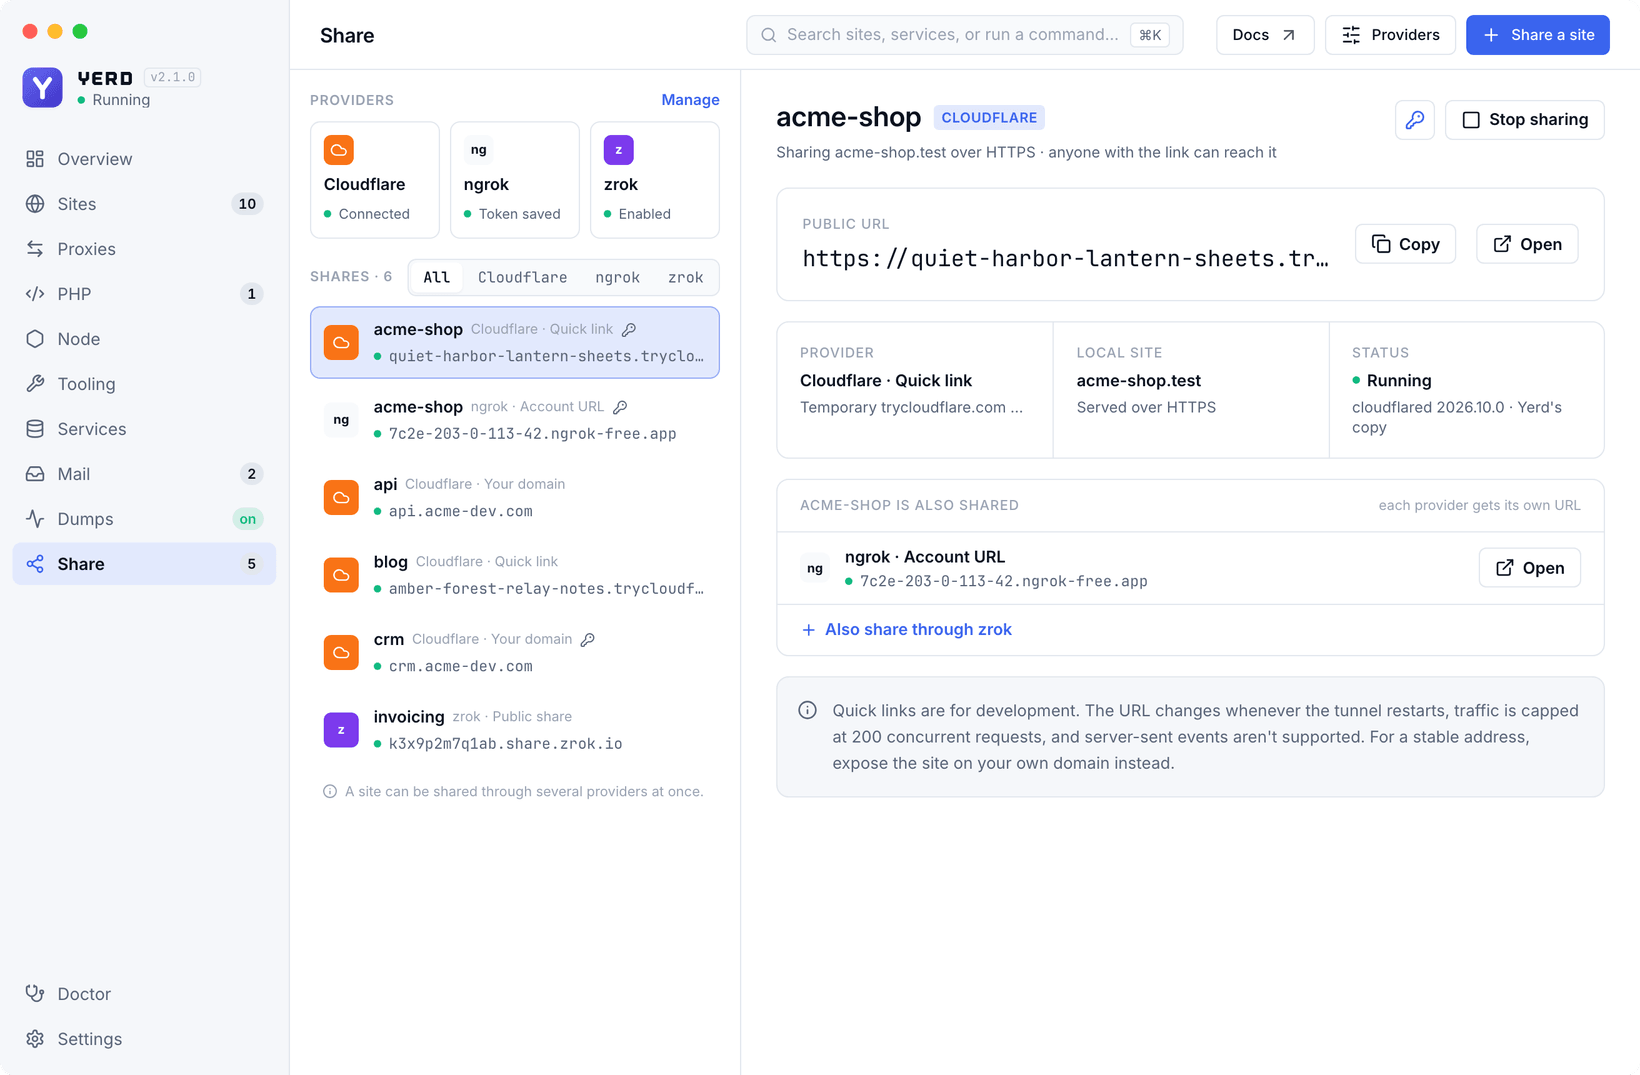 YERD v2.1.0
Running
Overview
Sites 10
Proxies
PHP 1
Node
Tooling
Services
Mail 2
Dumps on
Share 5
Doctor
Settings
Share
Search sites, services, or run a command... ⌘K
Docs
Providers
Share a site
PROVIDERS Manage
Cloudflare
Connected
ng
ngrok
Token saved
z
zrok
Enabled
SHARES · 6 All Cloudflare ngrok zrok
acme-shop Cloudflare · Quick link
quiet-harbor-lantern-sheets.tryclo…
ng
acme-shop ngrok · Account URL
7c2e-203-0-113-42.ngrok-free.app
api Cloudflare · Your domain
api.acme-dev.com
blog Cloudflare · Quick link
amber-forest-relay-notes.trycloudf…
crm Cloudflare · Your domain
crm.acme-dev.com
z
invoicing zrok · Public share
k3x9p2m7q1ab.share.zrok.io
A site can be shared through several providers at once.
acme-shop CLOUDFLARE
Sharing acme-shop.test over HTTPS · anyone with the link can reach it
Stop sharing
PUBLIC URL
https://quiet-harbor-lantern-sheets.tr…
Copy
Open
PROVIDER
Cloudflare · Quick link
Temporary trycloudflare.com …
LOCAL SITE
acme-shop.test
Served over HTTPS
STATUS
Running
cloudflared 2026.10.0 · Yerd's
copy
ACME-SHOP IS ALSO SHARED each provider gets its own URL
ng
ngrok · Account URL
7c2e-203-0-113-42.ngrok-free.app
Open
Also share through zrok
Quick links are for development. The URL changes whenever the tunnel restarts, traffic is capped
at 200 concurrent requests, and server-sent events aren't supported. For a stable address,
expose the site on your own domain instead.